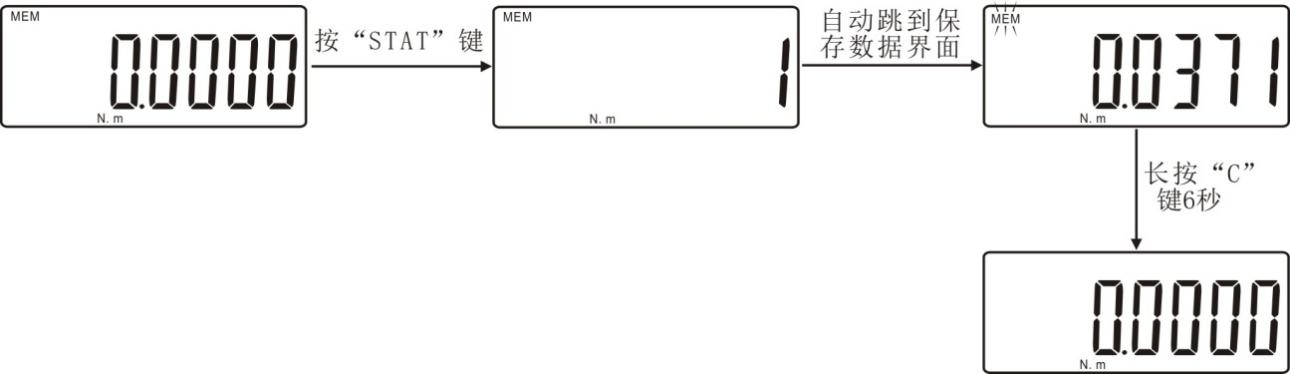 MEM
0.0000
N. m
按“STAT”键
MEM
1
N. m
自动跳到保
存数据界面
MEM
0.0371
N. m
长按“C”
键6秒
0.0000
N. m